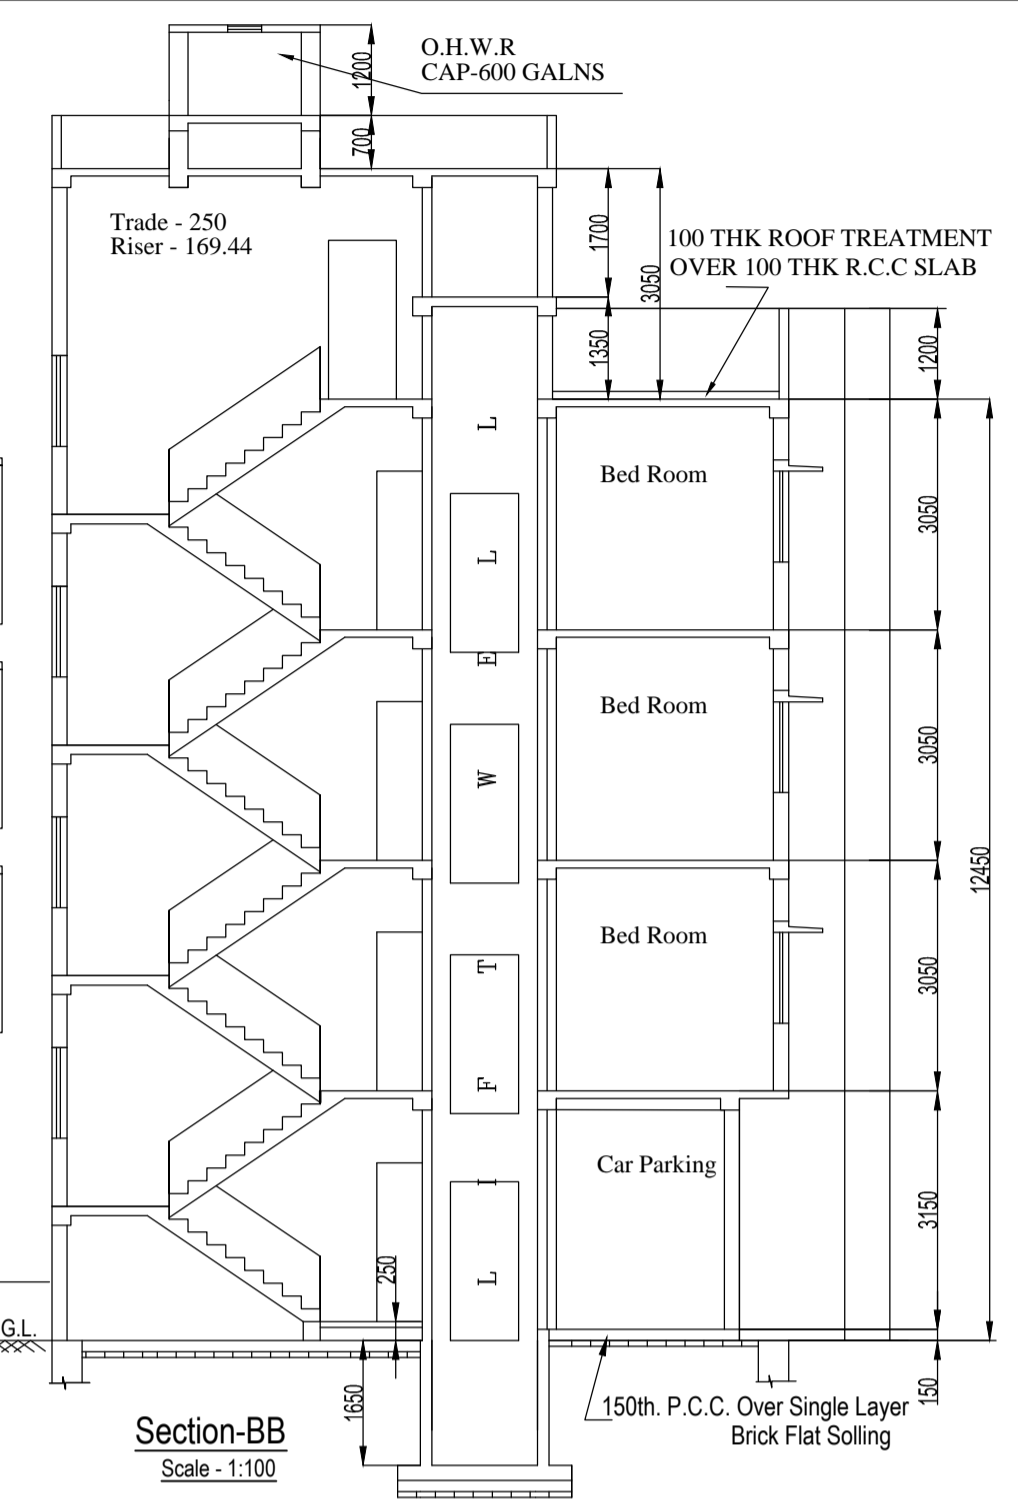 O.H.W.R
CAP-600 GALNS
1200
700
Trade - 250
Riser - 169.44
1700
3050
100 THK ROOF TREATMENT
OVER 100 THK R.C.C SLAB
1350
1200
Bed Room
3050
Bed Room
3050
12450
Bed Room
3050
LIFT WELL
Car Parking
3150
250
G.L.
1650
150
150th. P.C.C. Over Single Layer
Brick Flat Solling
Section-BB
Scale - 1:100